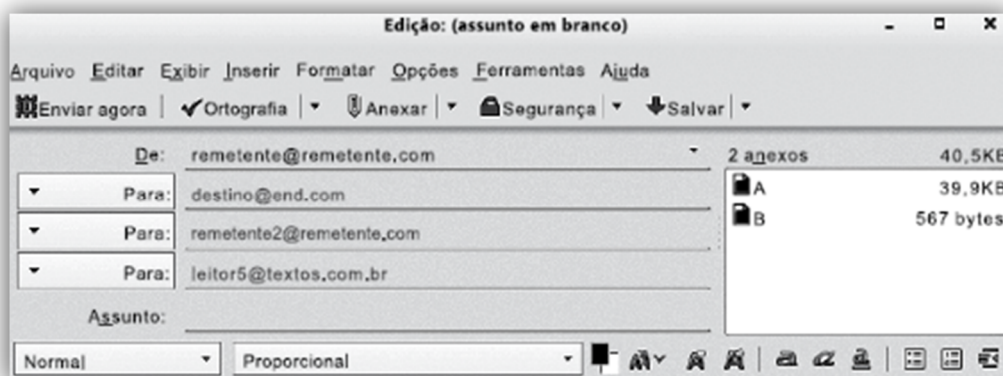 Edição: (assunto em branco)
Arquivo Editar Exibir Inserir Formatar Opções Ferramentas Ajuda
Enviar agora Ortografia Anexar Segurança Salvar
De: remetente@remetente.com
2 anexos 40,5KB
Para: destino@end.com
A 39,9KB
Para: remetente2@remetente.com
B 567 bytes
Para: leitor5@textos.com.br
Assunto:
Normal Proporcional